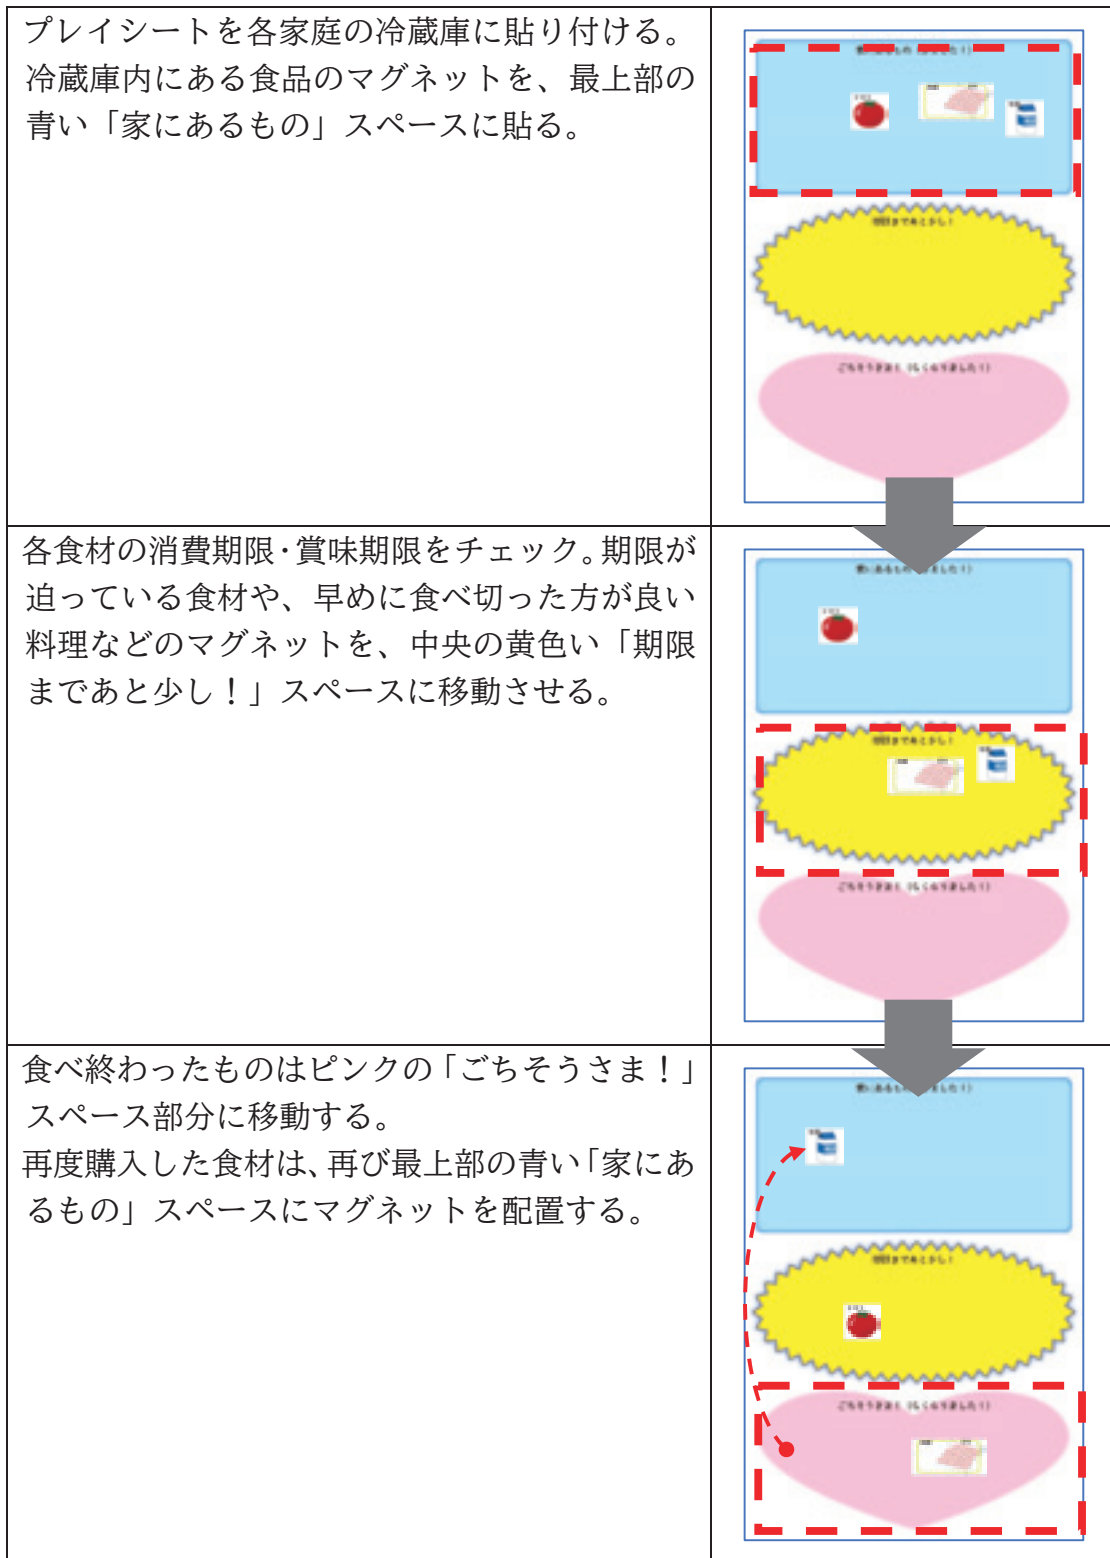 プレイシートを各家庭の冷蔵庫に貼り付ける。
冷蔵庫内にある食品のマグネットを、最上部の
青い「家にあるもの」スペースに貼る。
各食材の消費期限･賞味期限をチェック。期限が
迫っている食材や、早めに食べ切った方が良い
料理などのマグネットを、中央の黄色い「期限
まであと少し！」スペースに移動させる。
食べ終わったものはピンクの「ごちそうさま！」
スペース部分に移動する。
再度購入した食材は、再び最上部の青い「家にあ
るもの」スペースにマグネットを配置する。